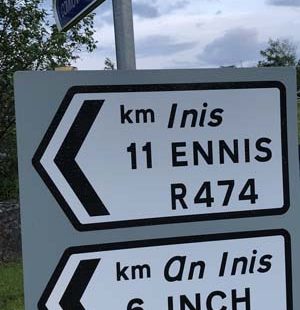 km Inis
11 ENNIS
R474
km an Inis
6 INCH